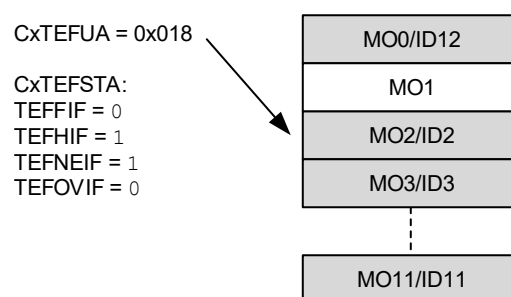 CxTEFUA = 0x018
CxTEFSTA:
TEFFIF = 0
TEFHIF = 1
TEFNEIF = 1
TEFOVIF = 0
MO0/ID12
MO1
MO2/ID2
MO3/ID3
MO11/ID11